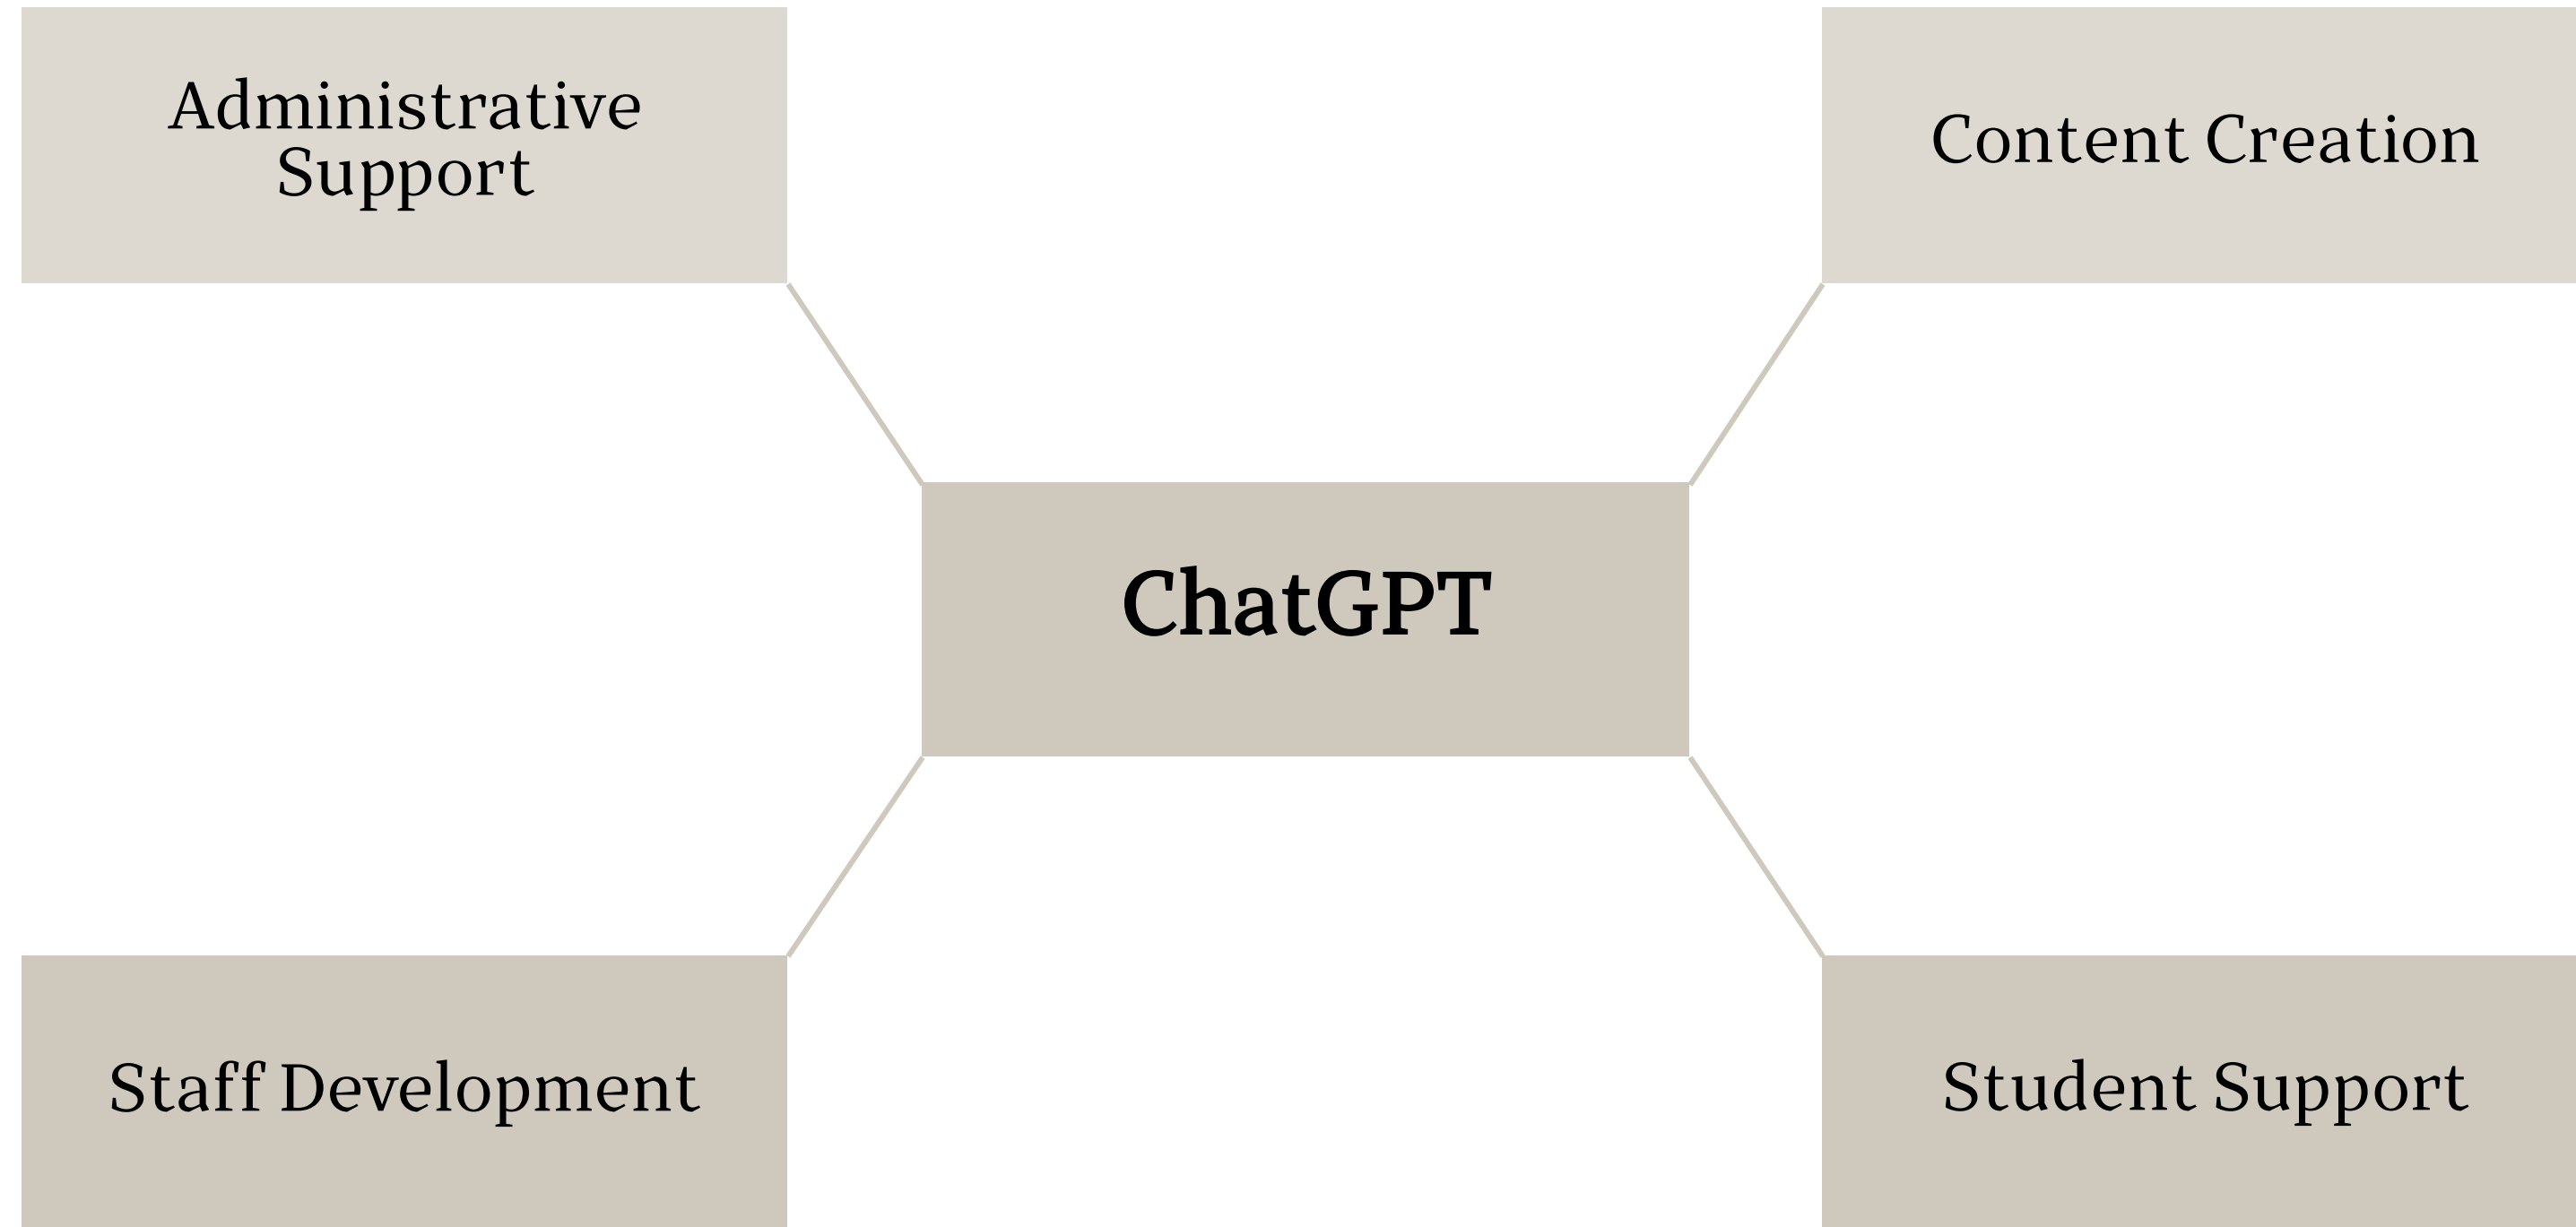 Administrative
Support
Content Creation
ChatGPT
Staff Development
Student Support